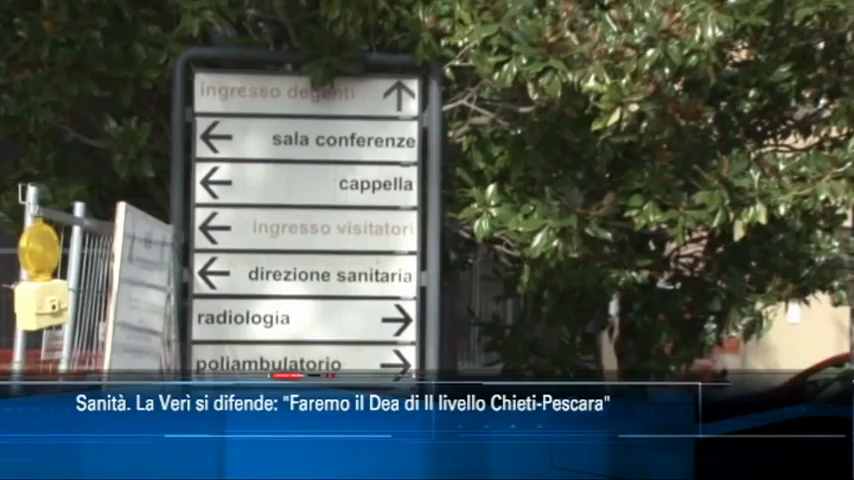 ingresso degenti
sala conferenze
cappella
ingresso visitatori
direzione sanitaria
radiologia
poliambulatorio
Sanità. La Verì si difende: "Faremo il Dea di II livello Chieti-Pescara"